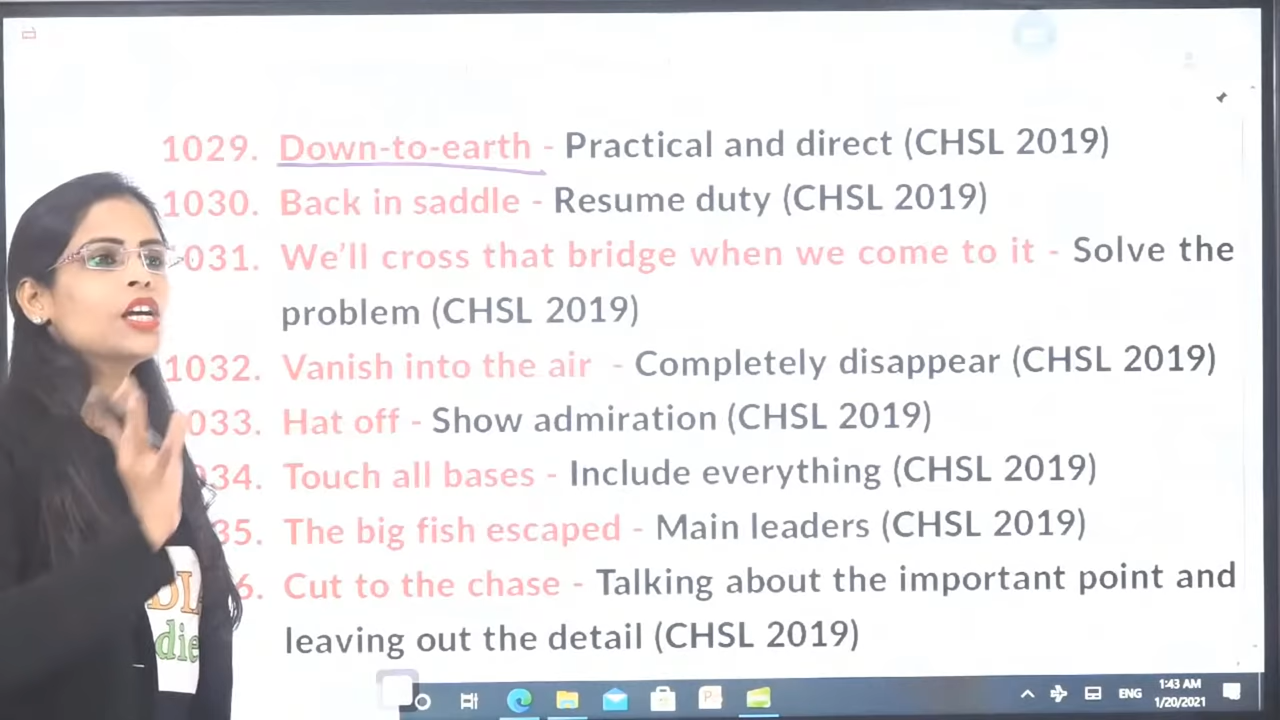 1029. Down-to-earth - Practical and direct (CHSL 2019)
1030. Back in saddle - Resume duty (CHSL 2019)
031. We'll cross that bridge when we come to it - Solve the
problem (CHSL 2019)
1032. Vanish into the air - Completely disappear (CHSL 2019)
033. Hat off - Show admiration (CHSL 2019)
34. Touch all bases - Include everything (CHSL 2019)
35. The big fish escaped - Main leaders (CHSL 2019)
6. Cut to the chase - Talking about the important point and
leaving out the detail (CHSL 2019)
ENG
1:43 AM
1/20/2021